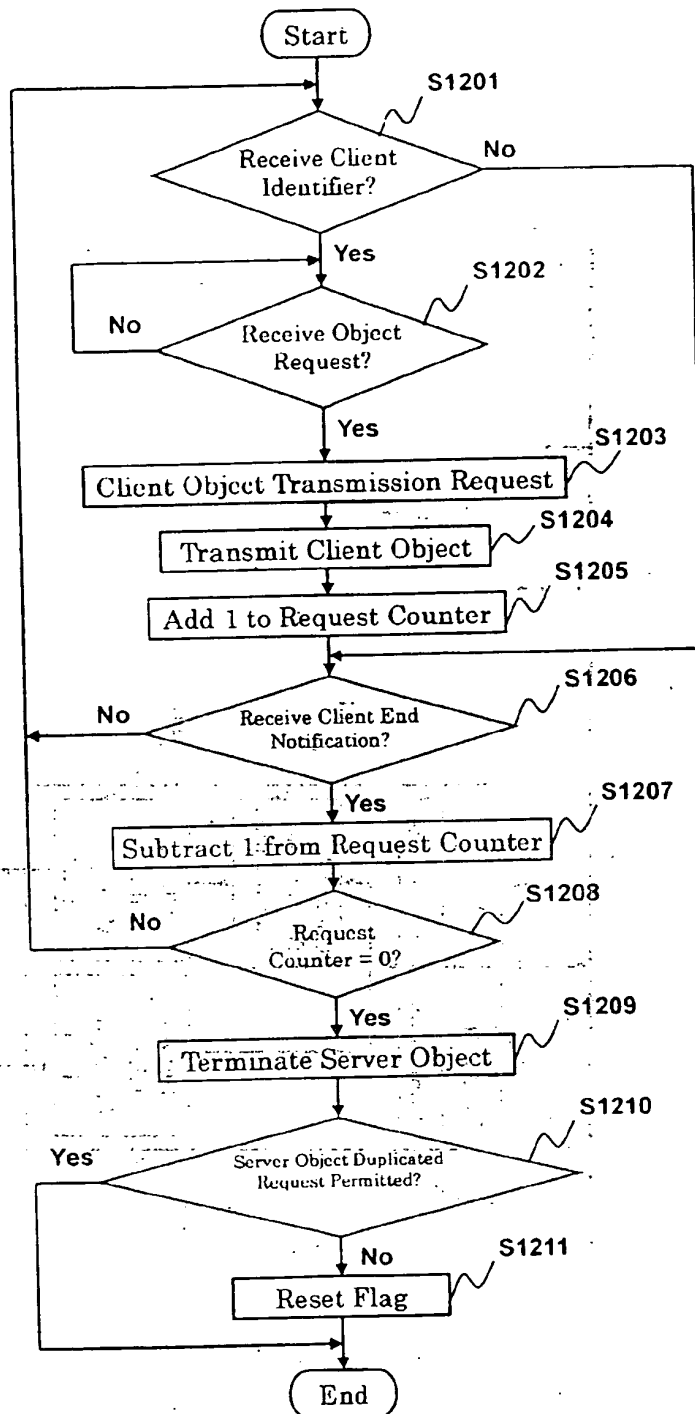 Start
S1201
Receive Client
Identifier?
No
Yes
S1202
No
Receive Object
Request?
Yes
S1203
Client Object Transmission Request
S1204
Transmit Client Object
S1205
Add 1 to Request Counter
S1206
No
Receive Client End
Notification?
Yes
S1207
Subtract 1 from Request Counter
S1208
No
Request
Counter = 0?
Yes
S1209
Terminate Server Object
S1210
Yes
Server Object Duplicated
Request Permitted?
No
S1211
Reset Flag
End